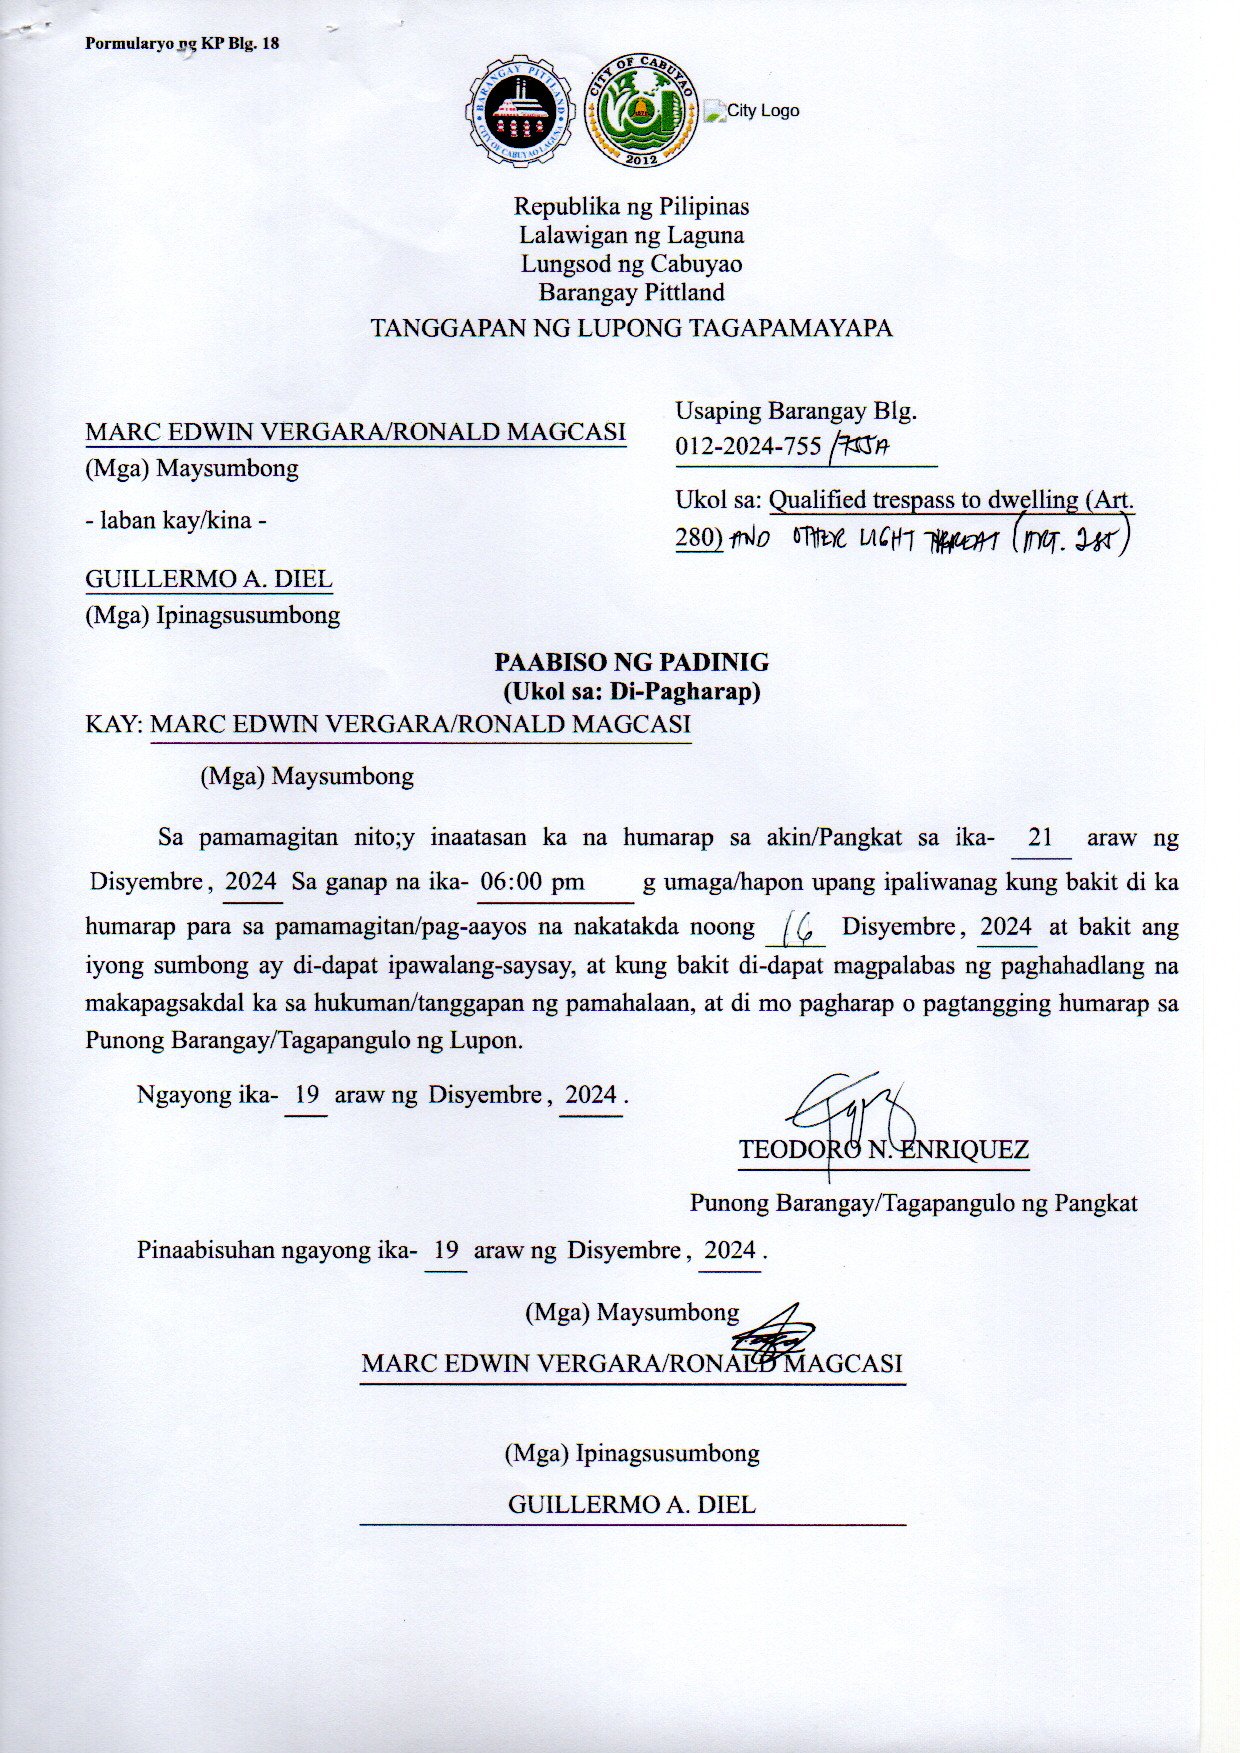 Pormularyo ng KP Blg. 18
BARANGAY PITTLAND
CITY OF CABUYAO LAGUNA
CITY OF CABUYAO
2012
City Logo
Republika ng Pilipinas
Lalawigan ng Laguna
Lungsod ng Cabuyao
Barangay Pittland
TANGGAPAN NG LUPONG TAGAPAMAYAPA
MARC EDWIN VERGARA/RONALD MAGCASI
(Mga) Maysumbong
- laban kay/kina -
GUILLERMO A. DIEL
(Mga) Ipinagsusumbong
Usaping Barangay Blg.
012-2024-755 /755A
Ukol sa: Qualified trespass to dwelling (Art.
280) AND OTHER LIGHT THREAT (ART. 285)
PAABISO NG PADINIG
(Ukol sa: Di-Pagharap)
KAY: MARC EDWIN VERGARA/RONALD MAGCASI
(Mga) Maysumbong
Sa pamamagitan nito;y inaatasan ka na humarap sa akin/Pangkat sa ika- 21 araw ng
Disyembre, 2024 Sa ganap na ika- 06:00 pm g umaga/hapon upang ipaliwanag kung bakit di ka
humarap para sa pamamagitan/pag-aayos na nakatakda noong 16 Disyembre, 2024 at bakit ang
iyong sumbong ay di-dapat ipawalang-saysay, at kung bakit di-dapat magpalabas ng paghahadlang na
makapagsakdal ka sa hukuman/tanggapan ng pamahalaan, at di mo pagharap o pagtangging humarap sa
Punong Barangay/Tagapangulo ng Lupon.
Ngayong ika- 19 araw ng Disyembre, 2024.
TEODORO N. ENRIQUEZ
Punong Barangay/Tagapangulo ng Pangkat
Pinaabisuhan ngayong ika- 19 araw ng Disyembre, 2024.
(Mga) Maysumbong
MARC EDWIN VERGARA/RONALD MAGCASI
(Mga) Ipinagsusumbong
GUILLERMO A. DIEL